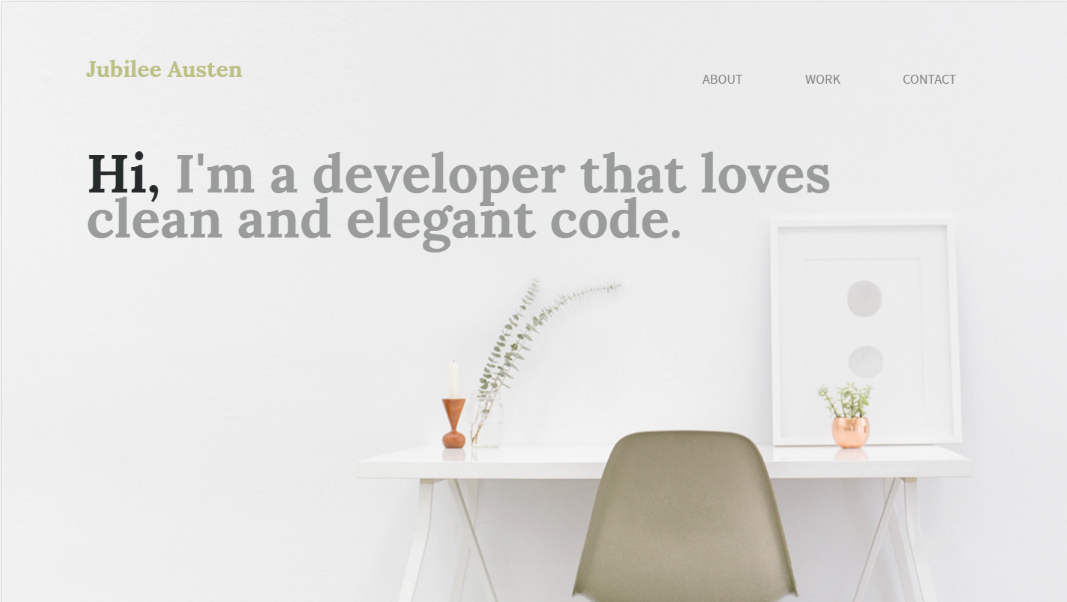 Jubilee Austen
ABOUT WORK CONTACT
Hi, I'm a developer that loves
clean and elegant code.